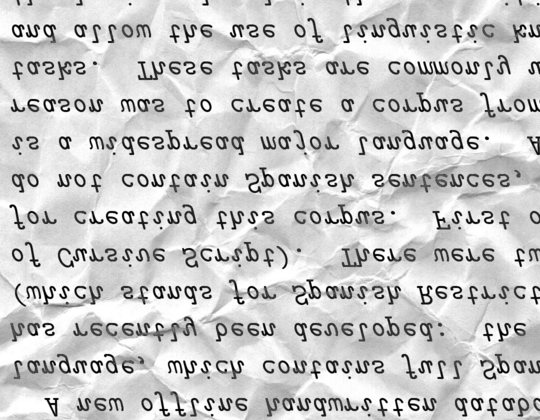 A new offline handwritten databa
language, which contains full Span
has recently been developed: the
(which stands for Spanish Restrict
of Cursive Script). There were tw
for creating this corpus. First o
do not contain Spanish sentences,
is a widespread major language. A
reason was to create a corpus from
tasks. These tasks are commonly u
and allow the use of linguistic kn